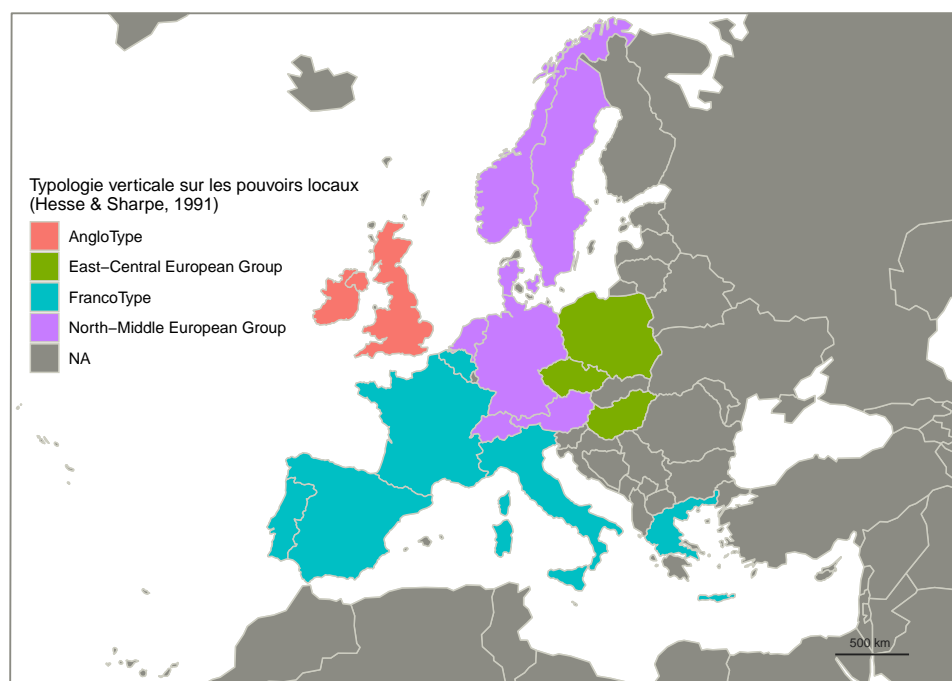 Typologie verticale sur les pouvoirs locaux
(Hesse & Sharpe, 1991)
AngloType
East−Central European Group
FrancoType
North−Middle European Group
NA
500 km